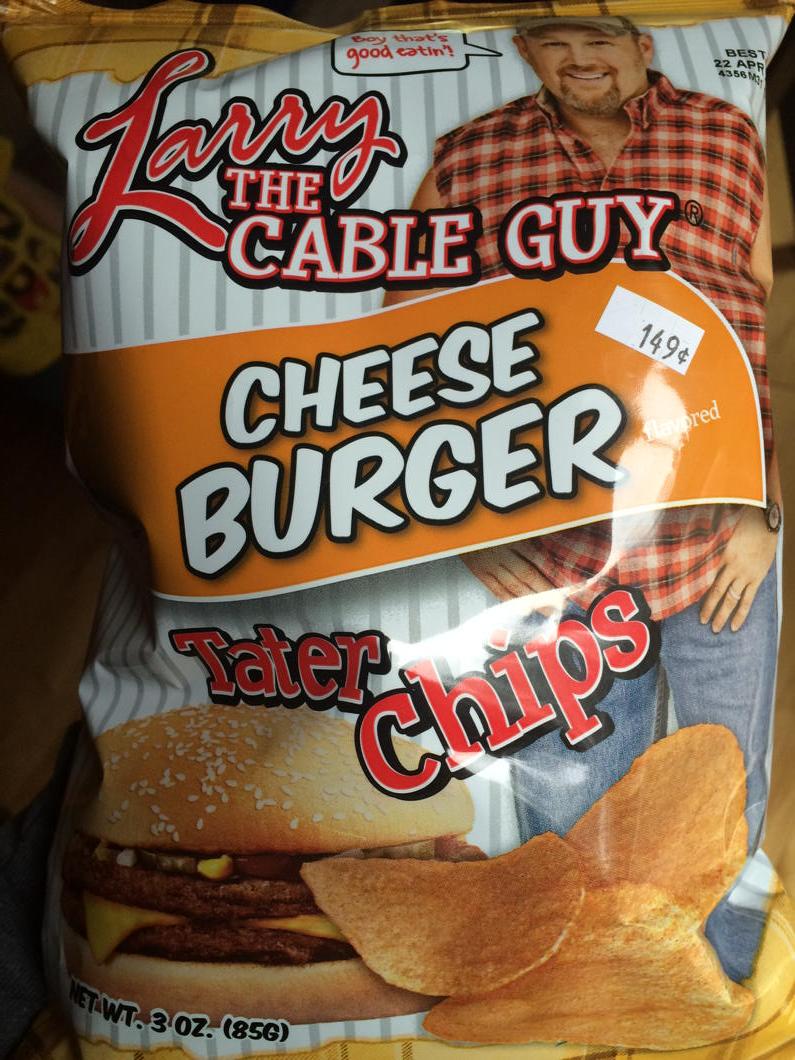 Boy that's
good eatin'!
BEST
22 APR
4356
Larry
THE
CABLE GUY®
149¢
CHEESE
BURGER
flavored
Tater
Chips
NET WT. 3 OZ. (85G)